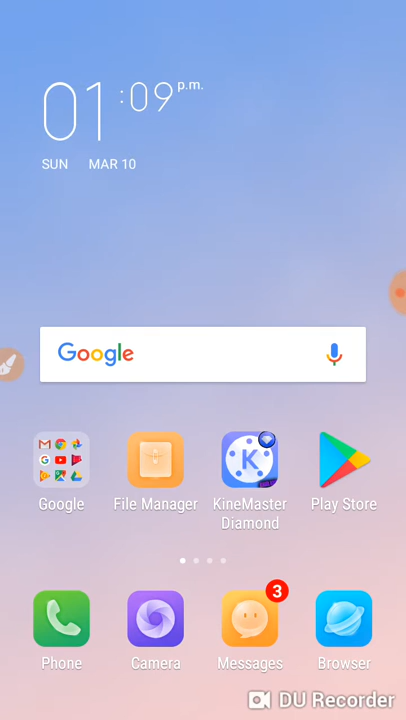 01:09 p.m.
SUN MAR 10
Google
Google File Manager KineMaster Diamond Play Store
3
Phone Camera Messages Browser
DU Recorder